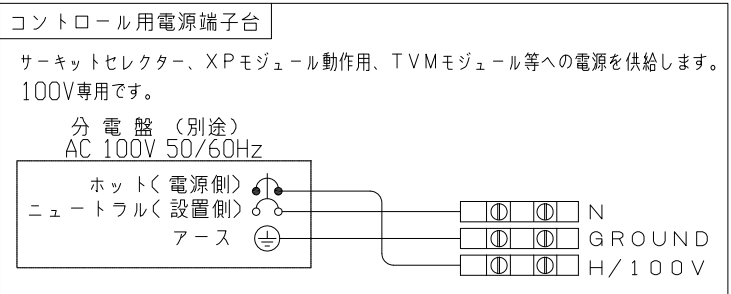 コントロール用電源端子台
サーキットセレクター、XPモジュール動作用、TVMモジュール等への電源を供給します。
100V専用です。
分電盤（別途）
AC 100V 50/60Hz
ホット(電源側)
ニュートラル(設置側)
アース
N
GROUND
H/100V